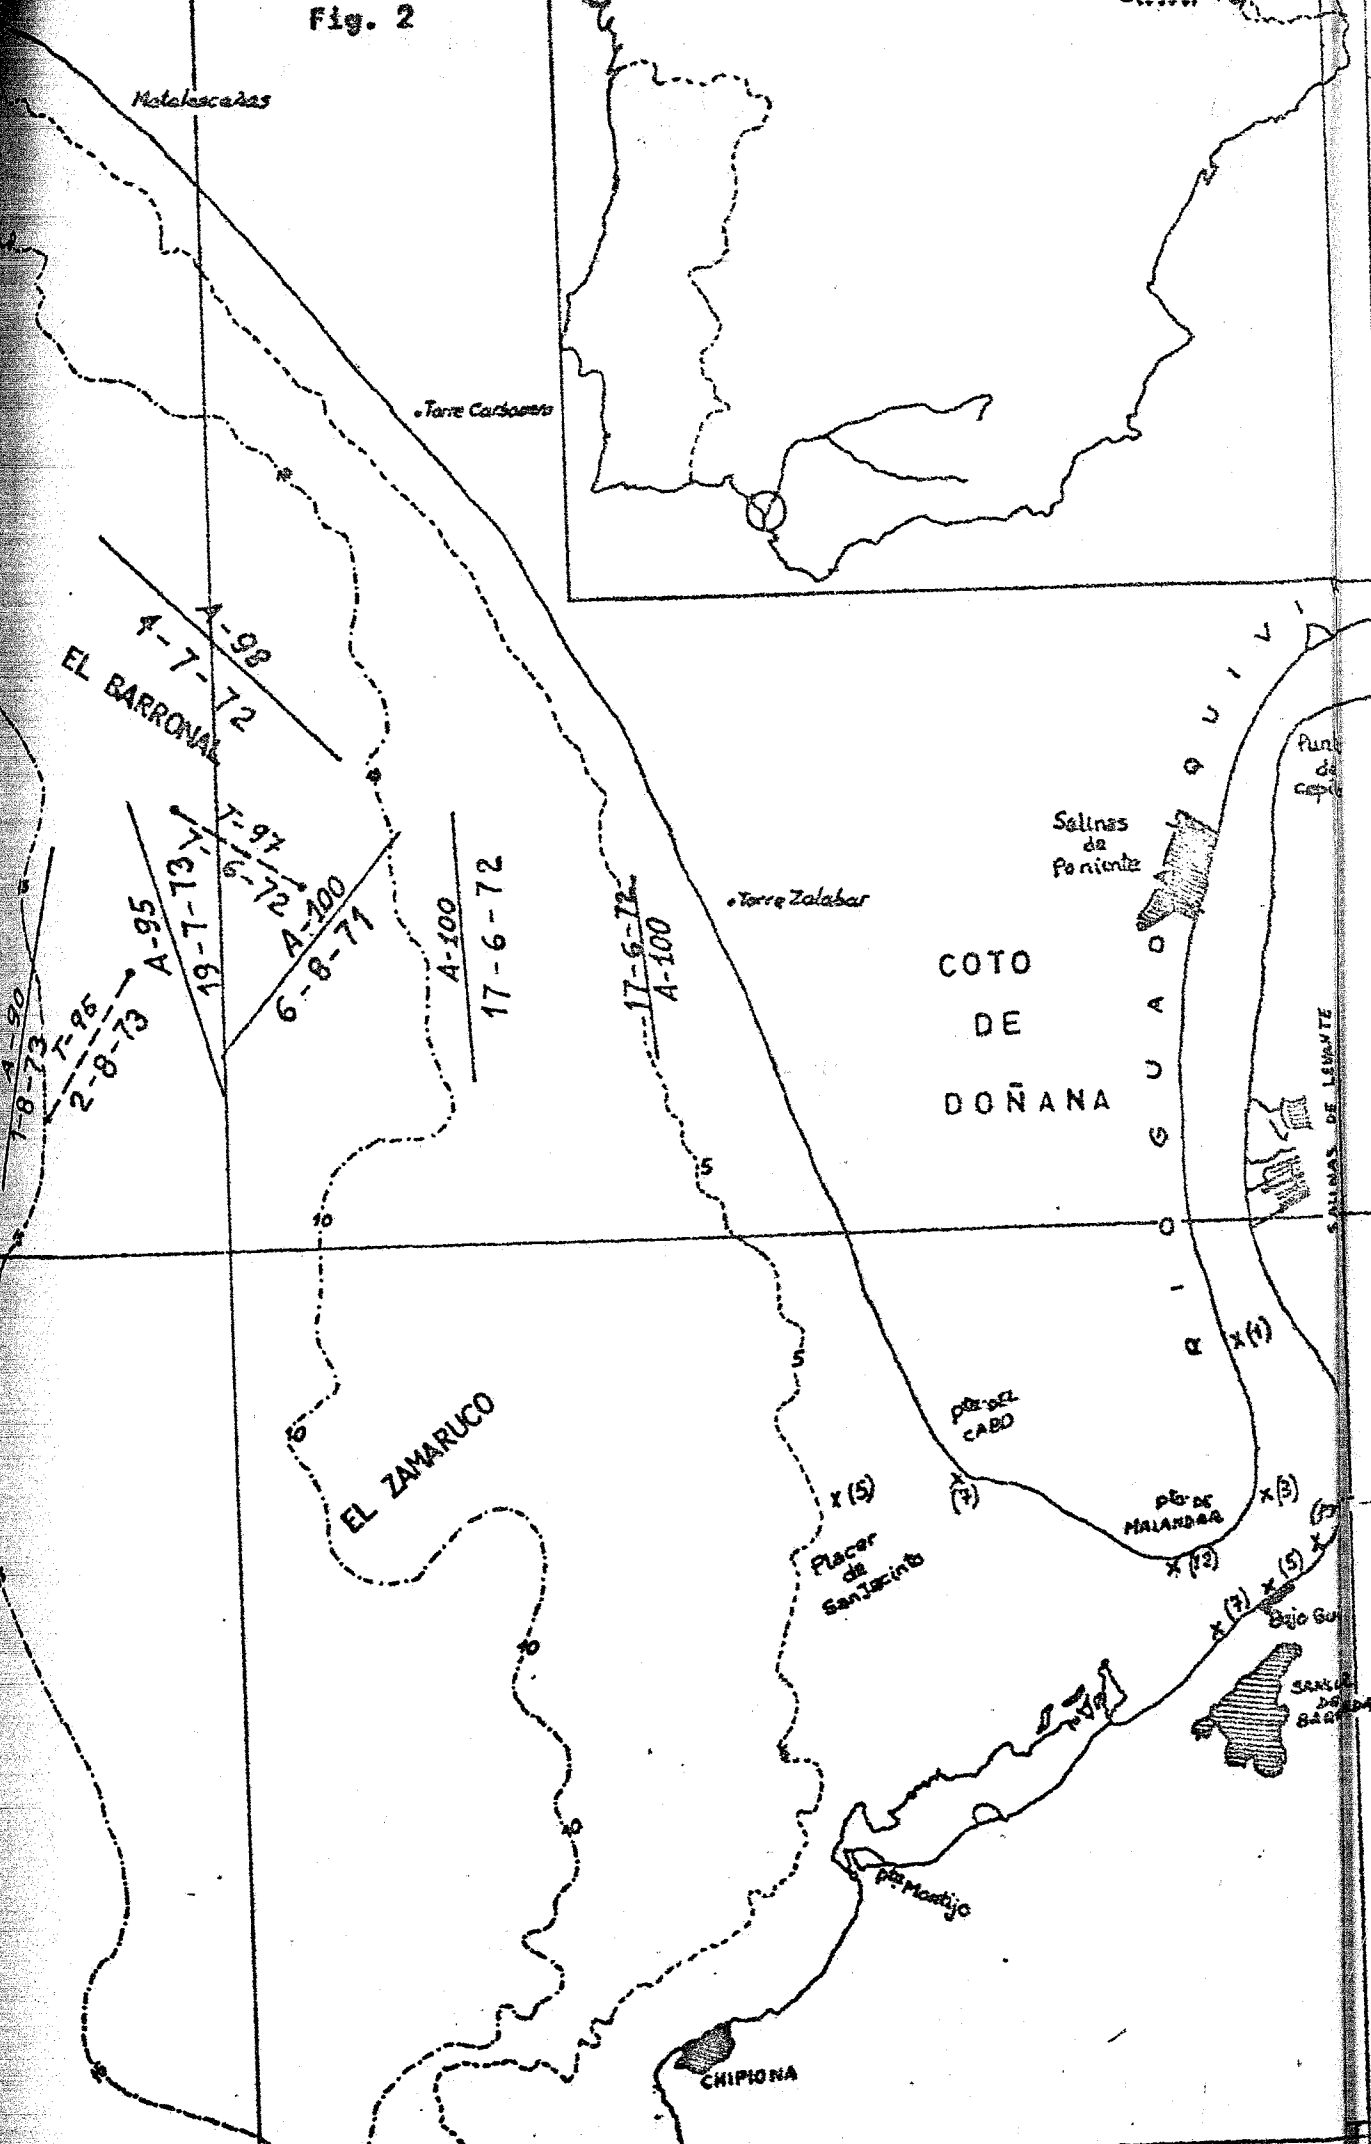 Fig. 2
Matalascañas
Torre Carbonero
T-98
4-7-72
EL BARRONAL
T-97
7-6-72
A-95
19-7-73
A-100
6-8-71
A-100
17-6-72
17-6-72
A-100
T-95
2-8-73
A-90
1-8-73
Torre Zalabar
Salinas
de
Poniente
COTO
DE
DOÑANA
RIO GUADALQUIVI
SALINAS DE LEVANTE
5
10
5
10
EL ZAMARUCO
x (1)
pta DEL
CABO
x (5)
x
(7)
pta DE
MALANDAR
x (3)
x (12)
x (5)
x (7)
Placer
de
San Jacinto
Bajo Gu
10
10
pta Montijo
CHIPIONA